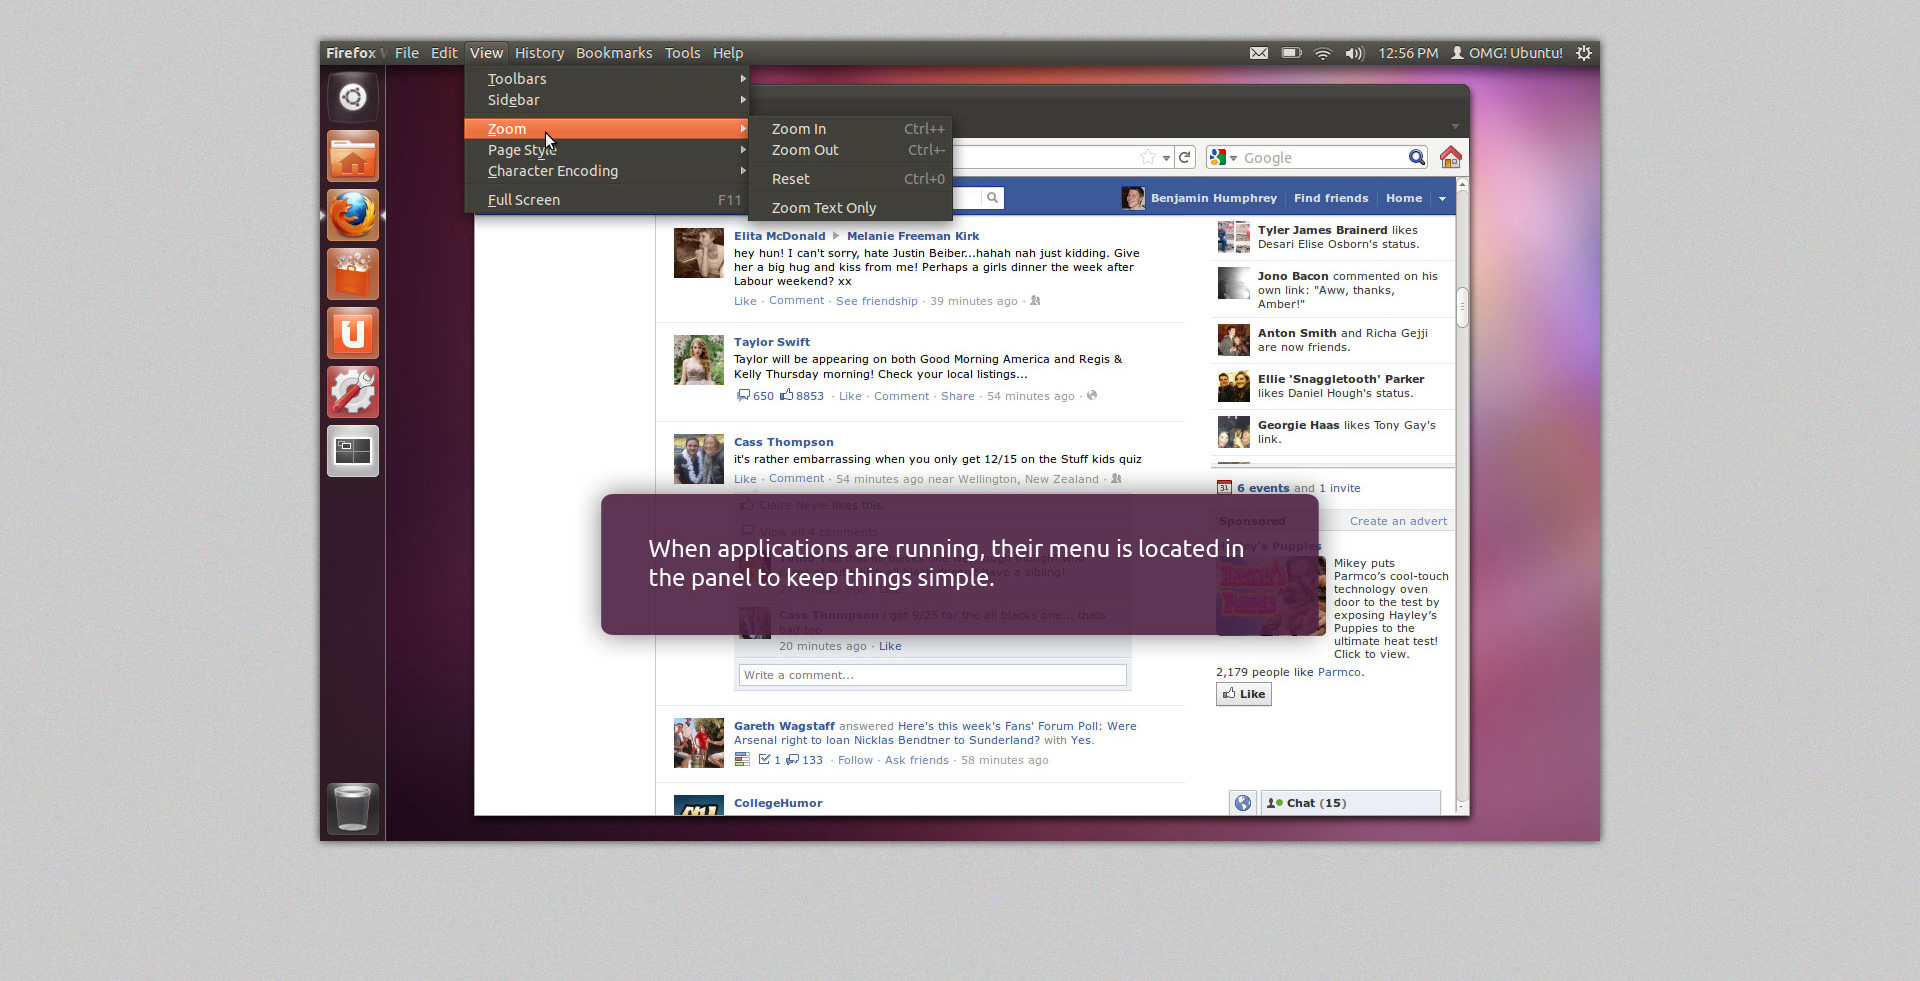 Firefox File Edit View History Bookmarks Tools Help
12:56 PM OMG! Ubuntu!
Toolbars
Sidebar
Zoom
Page Style
Character Encoding
Full Screen F11
Zoom In Ctrl++
Zoom Out Ctrl+-
Reset Ctrl+0
Zoom Text Only
Google
Benjamin Humphrey Find friends Home
Elita McDonald Melanie Freeman Kirk
hey hun! I can't sorry, hate Justin Beiber...hahah nah just kidding. Give
her a big hug and kiss from me! Perhaps a girls dinner the week after
Labour weekend? xx
Like · Comment · See friendship · 39 minutes ago ·
Taylor Swift
Taylor will be appearing on both Good Morning America and Regis &
Kelly Thursday morning! Check your local listings...
650 8853 · Like · Comment · Share · 54 minutes ago ·
Cass Thompson
it's rather embarrassing when you only get 12/15 on the Stuff kids quiz
Like · Comment · 54 minutes ago near Wellington, New Zealand ·
Claire Neyle likes this.
View all 4 comments
When applications are running, their menu is located in
the panel to keep things simple.
Cass Thompson i got 9/25 for the all blacks one... thats
bad too
20 minutes ago · Like
Write a comment...
Gareth Wagstaff answered Here's this week's Fans' Forum Poll: Were
Arsenal right to loan Nicklas Bendtner to Sunderland? with Yes.
1 133 · Follow · Ask friends · 58 minutes ago
CollegeHumor
Tyler James Brainerd likes
Desari Elise Osborn's status.
Jono Bacon commented on his
own link: "Aww, thanks,
Amber!"
Anton Smith and Richa Gejji
are now friends.
Ellie 'Snaggletooth' Parker
likes Daniel Hough's status.
Georgie Haas likes Tony Gay's
link.
31 6 events and 1 invite
Sponsored Create an advert
Hayley's Puppies
Mikey puts
Parmco's cool-touch
technology oven
door to the test by
exposing Hayley's
Puppies to the
ultimate heat test!
Click to view.
2,179 people like Parmco.
Like
Chat (15)